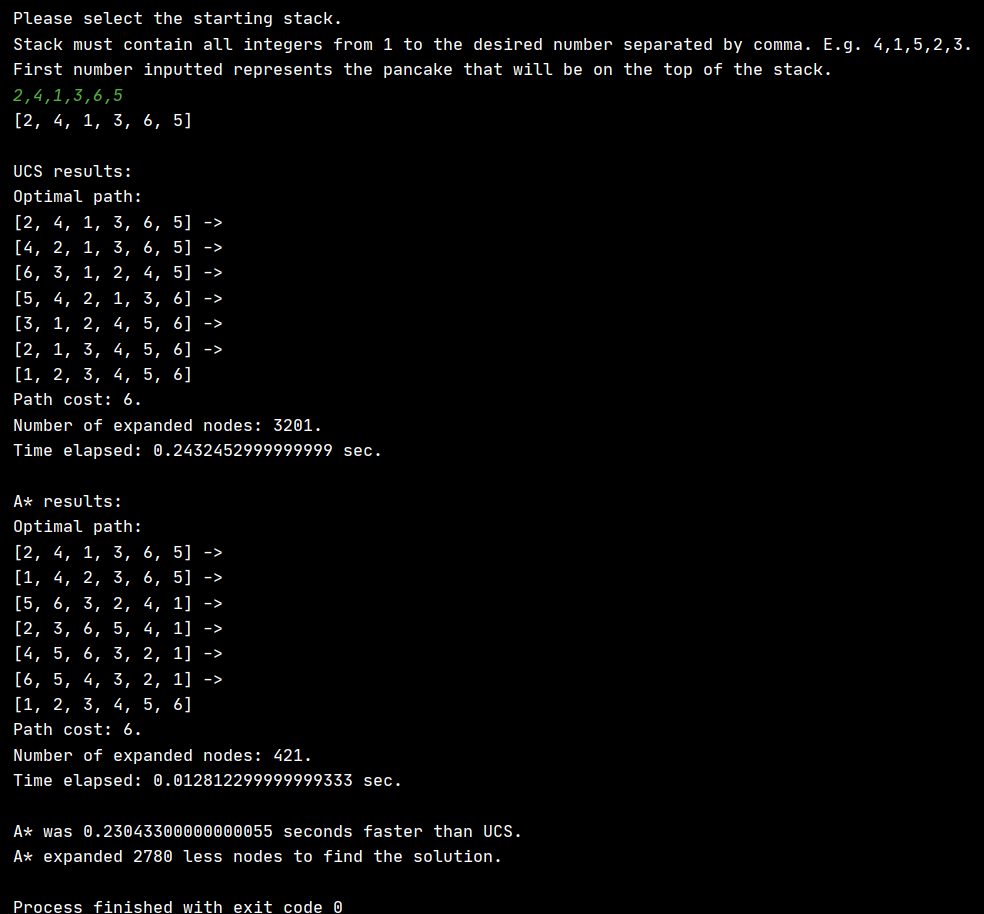 Please select the starting stack.
Stack must contain all integers from 1 to the desired number separated by comma. E.g. 4,1,5,2,3.
First number inputted represents the pancake that will be on the top of the stack.
2,4,1,3,6,5
[2, 4, 1, 3, 6, 5]
UCS results:
Optimal path:
[2, 4, 1, 3, 6, 5] ->
[4, 2, 1, 3, 6, 5] ->
[6, 3, 1, 2, 4, 5] ->
[5, 4, 2, 1, 3, 6] ->
[3, 1, 2, 4, 5, 6] ->
[2, 1, 3, 4, 5, 6] ->
[1, 2, 3, 4, 5, 6]
Path cost: 6.
Number of expanded nodes: 3201.
Time elapsed: 0.2432452999999999 sec.
A* results:
Optimal path:
[2, 4, 1, 3, 6, 5] ->
[1, 4, 2, 3, 6, 5] ->
[5, 6, 3, 2, 4, 1] ->
[2, 3, 6, 5, 4, 1] ->
[4, 5, 6, 3, 2, 1] ->
[6, 5, 4, 3, 2, 1] ->
[1, 2, 3, 4, 5, 6]
Path cost: 6.
Number of expanded nodes: 421.
Time elapsed: 0.012812299999999333 sec.
A* was 0.23043300000000055 seconds faster than UCS.
A* expanded 2780 less nodes to find the solution.
Process finished with exit code 0